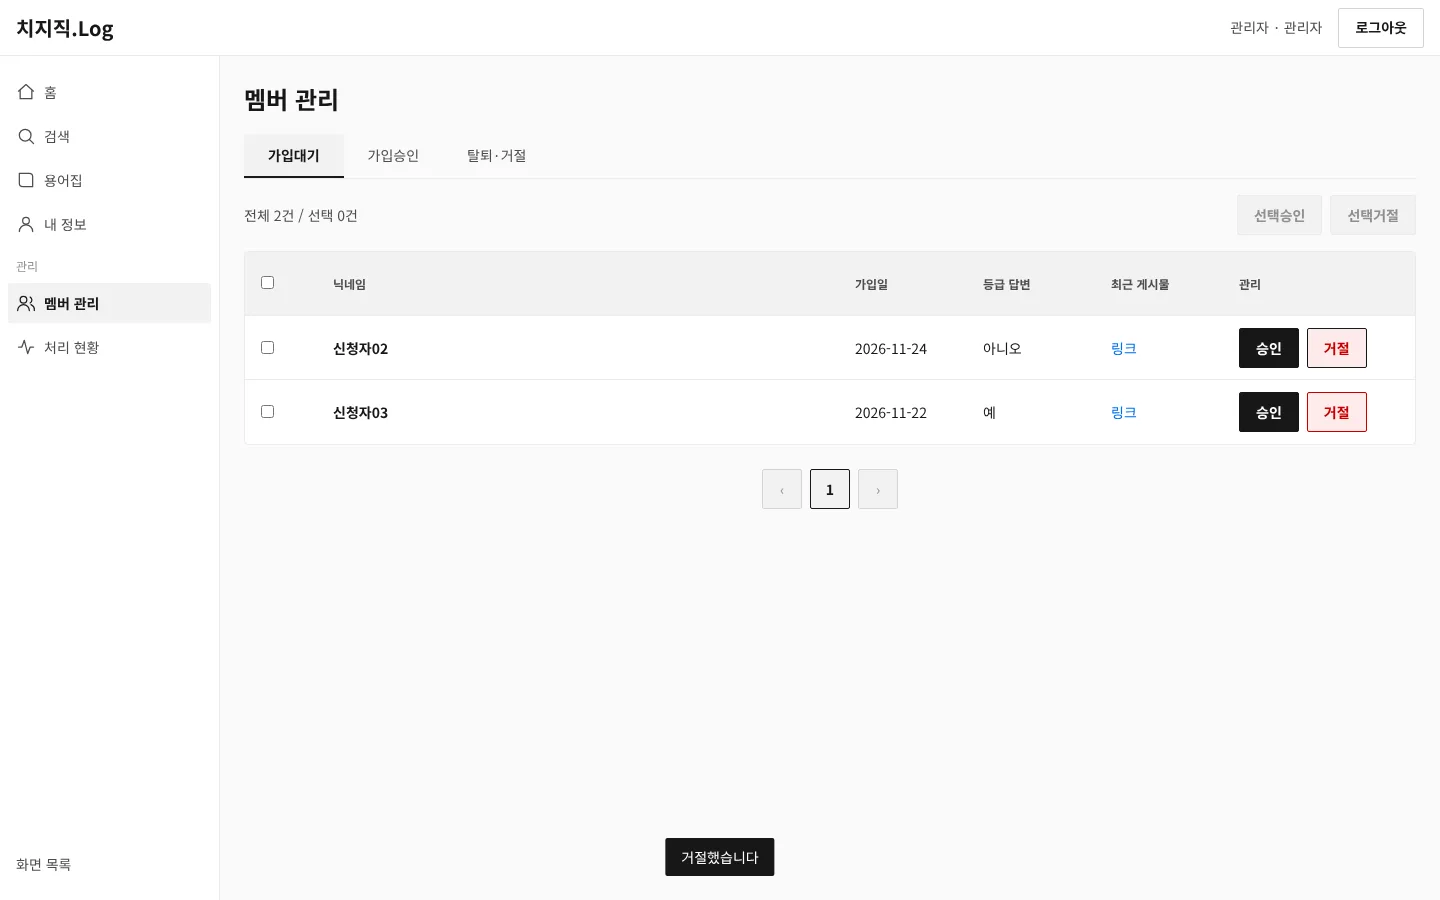 치지직.Log
관리자 · 관리자
로그아웃
홈
검색
용어집
내 정보
관리
멤버 관리
처리 현황
화면 목록
멤버 관리
가입대기
가입승인
탈퇴·거절
전체 2건 / 선택 0건
선택승인
선택거절
닉네임 가입일 등급 답변 최근 게시물 관리
신청자02 2026-11-24 아니오 링크 승인 거절
신청자03 2026-11-22 예 링크 승인 거절
‹ 1 ›
거절했습니다